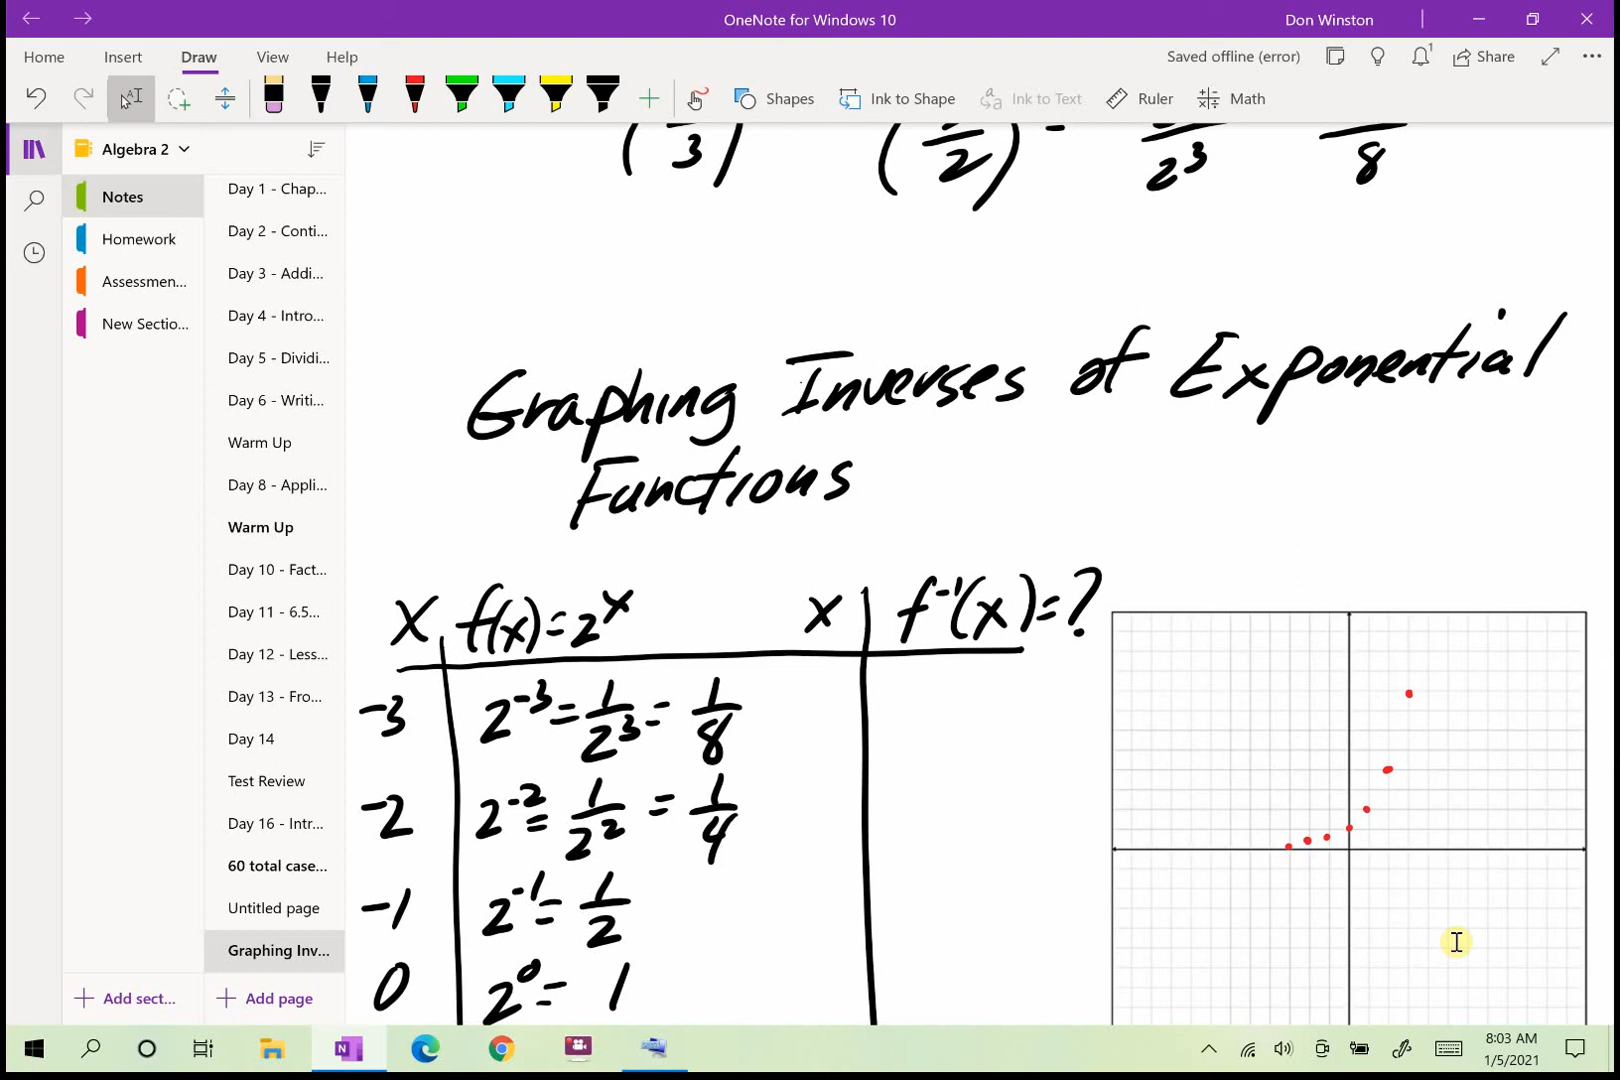 OneNote for Windows 10
Don Winston
Home Insert Draw View Help
Saved offline (error)
1
Share
Shapes
Ink to Shape
Ink to Text
Ruler
Math
Algebra 2
Notes
Homework
Assessmen...
New Sectio...
Day 1 - Chap...
Day 2 - Conti...
Day 3 - Addi...
Day 4 - Intro...
Day 5 - Dividi...
Day 6 - Writi...
Warm Up
Day 8 - Appli...
Warm Up
Day 10 - Fact...
Day 11 - 6.5...
Day 12 - Less...
Day 13 - Fro...
Day 14
Test Review
Day 16 - Intr...
60 total case...
Untitled page
Graphing Inv...
Add sect...
Add page
Graphing Inverses of Exponential
Functions
x f(x)=2^x x f^-1(x)=?
-3 2^-3 = 1/2^3 = 1/8
-2 2^-2 = 1/2^2 = 1/4
-1 2^-1 = 1/2
0 2^0 = 1
8:03 AM
1/5/2021